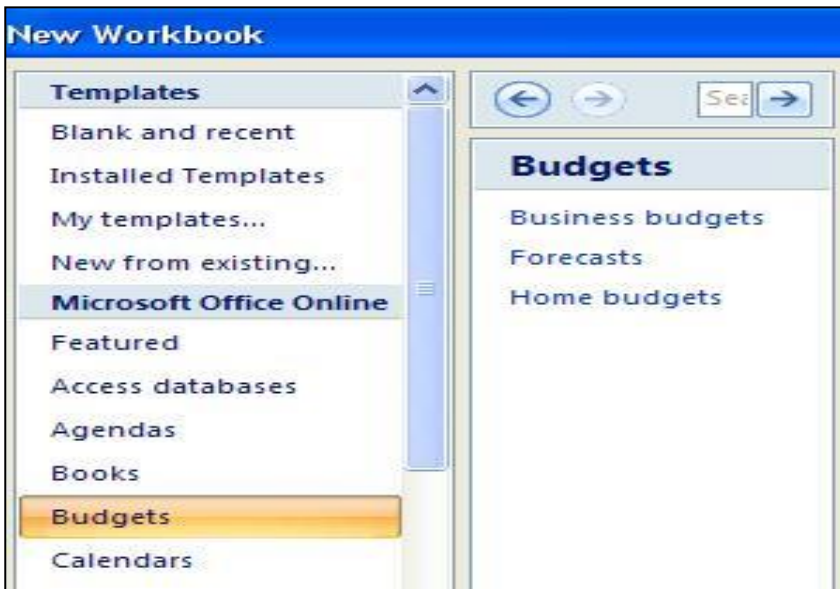 New Workbook
Templates
Blank and recent
Installed Templates
My templates...
New from existing...
Microsoft Office Online
Featured
Access databases
Agendas
Books
Budgets
Calendars
Sea
Budgets
Business budgets
Forecasts
Home budgets